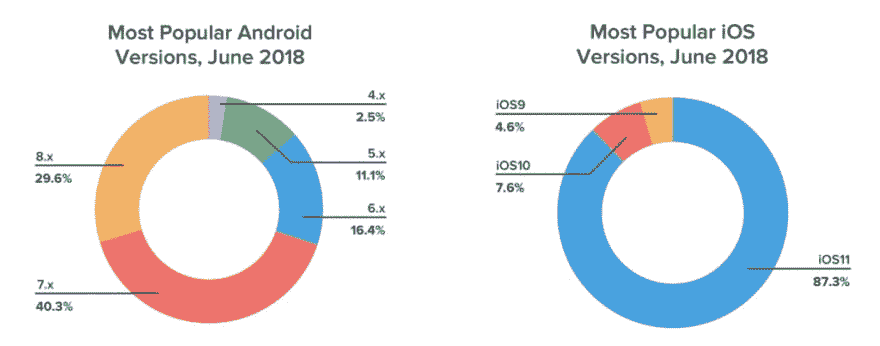 Most Popular Android
Versions, June 2018
4.x
2.5%
5.x
11.1%
6.x
16.4%
7.x
40.3%
8.x
29.6%
Most Popular iOS
Versions, June 2018
iOS9
4.6%
iOS10
7.6%
iOS11
87.3%